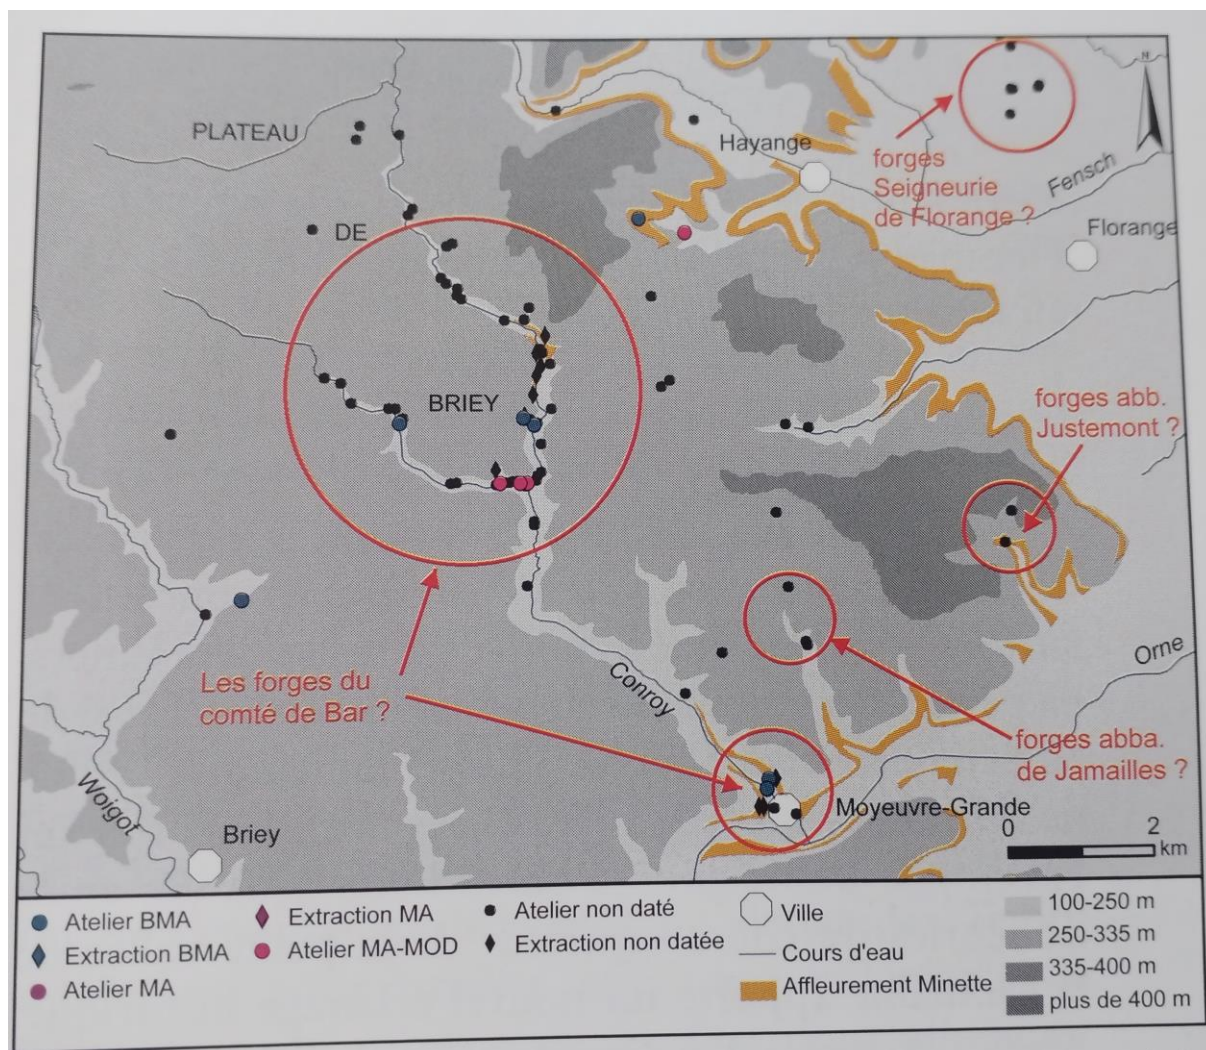 PLATEAU
DE
BRIEY
Hayange
forges
Seigneurie
de Florange ?
Fensch
Florange
N
forges abb.
Justemont ?
Orne
Les forges du
comté de Bar ?
Conroy
forges abba.
de Jamailles ?
Woigot
Briey
Moyeuvre-Grande
0 2
km
Atelier BMA
Extraction BMA
Atelier MA
Extraction MA
Atelier MA-MOD
Atelier non daté
Extraction non datée
Ville
Cours d'eau
Affleurement Minette
100-250 m
250-335 m
335-400 m
plus de 400 m